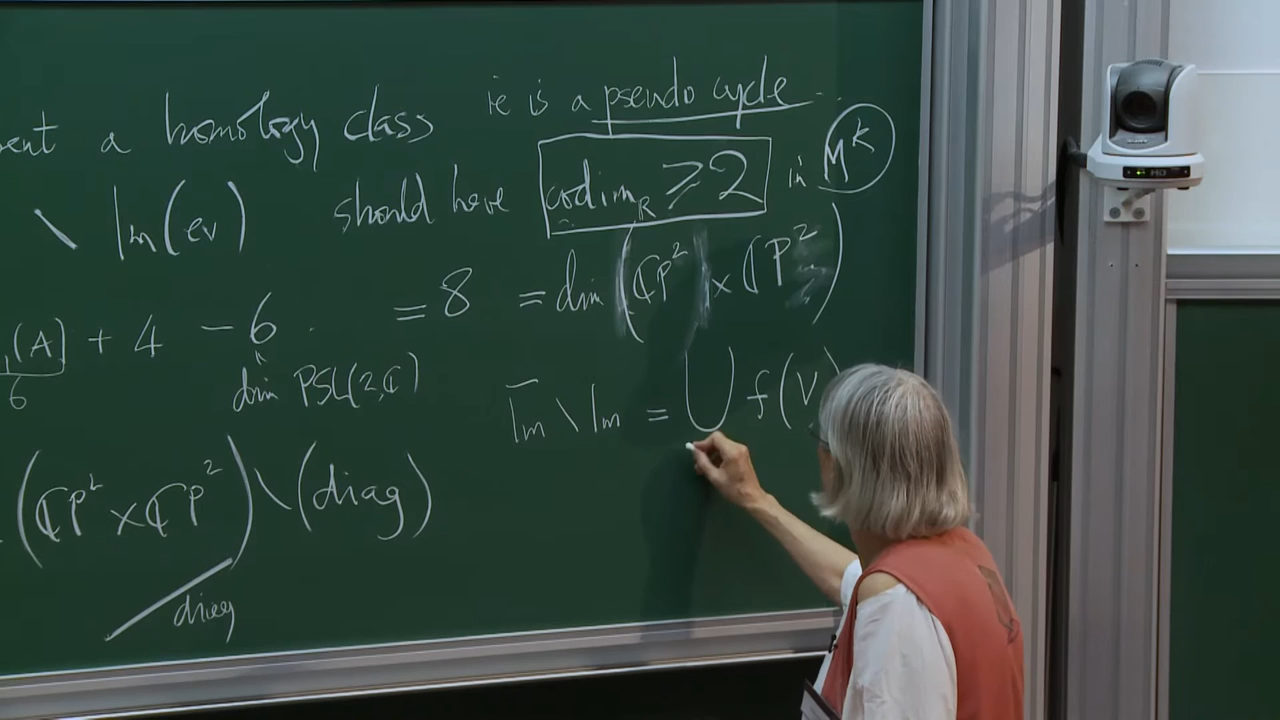 ent a homology class ie is a pseudo cycle.
\ Im(ev) should have codim_R ⩾ 2 in M^K
₁(A)] + 4 - 6 = 8 = dim (ℂP² × ℂP²)
6 dim PSL(2,ℂ)
I̅m̅ \ Im = ∪ f(V)
(ℂP² × ℂP²) \ (diag)
diag